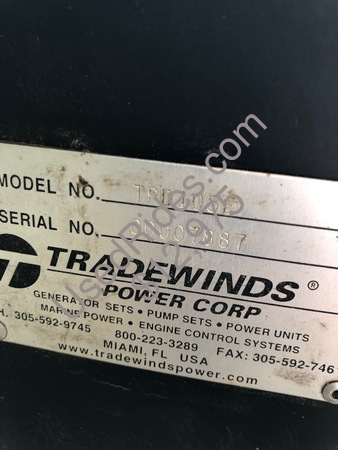 MODEL NO.
SERIAL NO.
TRADEWINDS®
POWER CORP
GENERATOR SETS • PUMP SETS • POWER UNITS
MARINE POWER • ENGINE CONTROL SYSTEMS
H. 305-592-9745 800-223-3289 FAX: 305-592-746
MIAMI, FL USA
www.tradewindspower.com